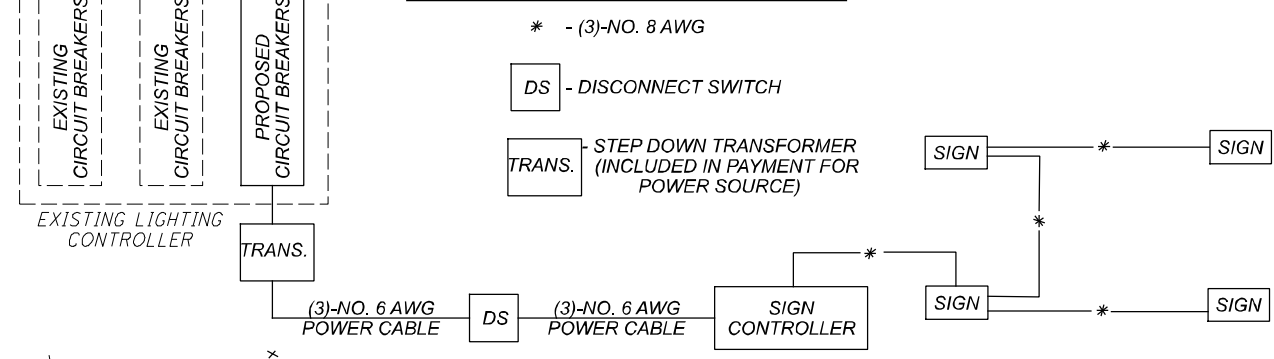 EXISTING
CIRCUIT BREAKERS
EXISTING
CIRCUIT BREAKERS
PROPOSED
CIRCUIT BREAKERS
* - (3)-NO. 8 AWG
DS - DISCONNECT SWITCH
TRANS. - STEP DOWN TRANSFORMER
(INCLUDED IN PAYMENT FOR
POWER SOURCE)
EXISTING LIGHTING
CONTROLLER
TRANS.
(3)-NO. 6 AWG
POWER CABLE
DS
(3)-NO. 6 AWG
POWER CABLE
SIGN
CONTROLLER
*
SIGN
*
SIGN
*
SIGN
*
SIGN